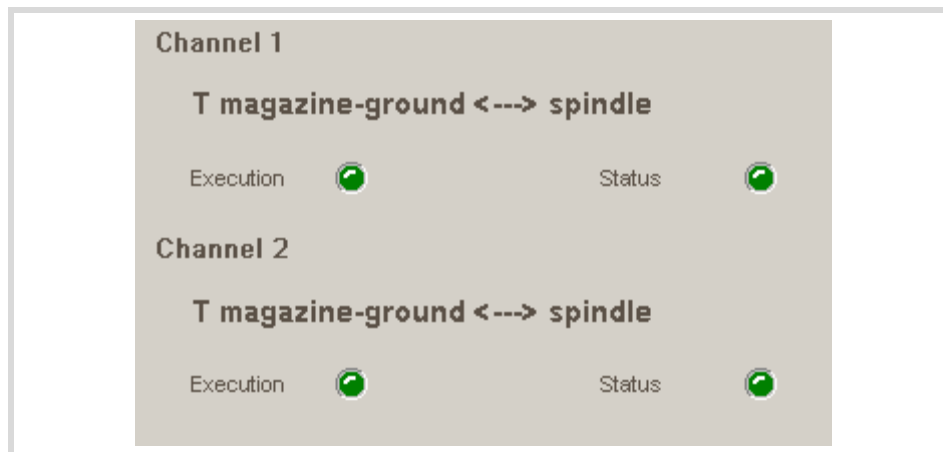 Channel 1
T magazine-ground <---> spindle
Execution Status
Channel 2
T magazine-ground <---> spindle
Execution Status